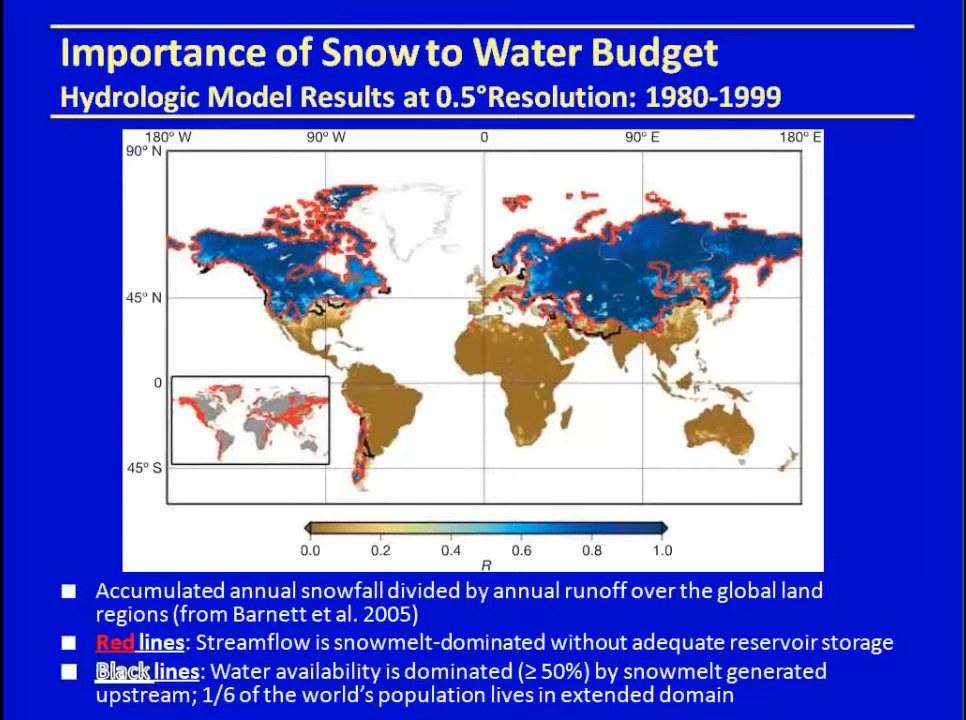 Importance of Snow to Water Budget
Hydrologic Model Results at 0.5°Resolution: 1980-1999
180° W 90° W 0 90° E 180° E
90° N
45° N
0
45° S
0.0 0.2 0.4 0.6 0.8 1.0
R
■ Accumulated annual snowfall divided by annual runoff over the global land
regions (from Barnett et al. 2005)
■ Red lines: Streamflow is snowmelt-dominated without adequate reservoir storage
■ Black lines: Water availability is dominated (≥ 50%) by snowmelt generated
upstream; 1/6 of the world's population lives in extended domain